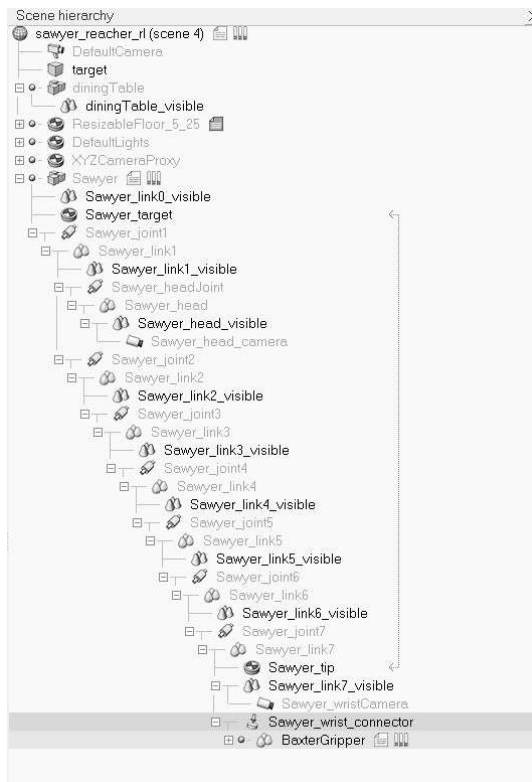 Scene hierarchy
sawyer_reacher_rl (scene 4)
DefaultCamera
target
diningTable
diningTable_visible
ResizableFloor_5_25
DefaultLights
XYZCameraProxy
Sawyer
Sawyer_link0_visible
Sawyer_target
Sawyer_joint1
Sawyer_link1
Sawyer_link1_visible
Sawyer_headJoint
Sawyer_head
Sawyer_head_visible
Sawyer_head_camera
Sawyer_joint2
Sawyer_link2
Sawyer_link2_visible
Sawyer_joint3
Sawyer_link3
Sawyer_link3_visible
Sawyer_joint4
Sawyer_link4
Sawyer_link4_visible
Sawyer_joint5
Sawyer_link5
Sawyer_link5_visible
Sawyer_joint6
Sawyer_link6
Sawyer_link6_visible
Sawyer_joint7
Sawyer_link7
Sawyer_tip
Sawyer_link7_visible
Sawyer_wristCamera
Sawyer_wrist_connector
BaxterGripper